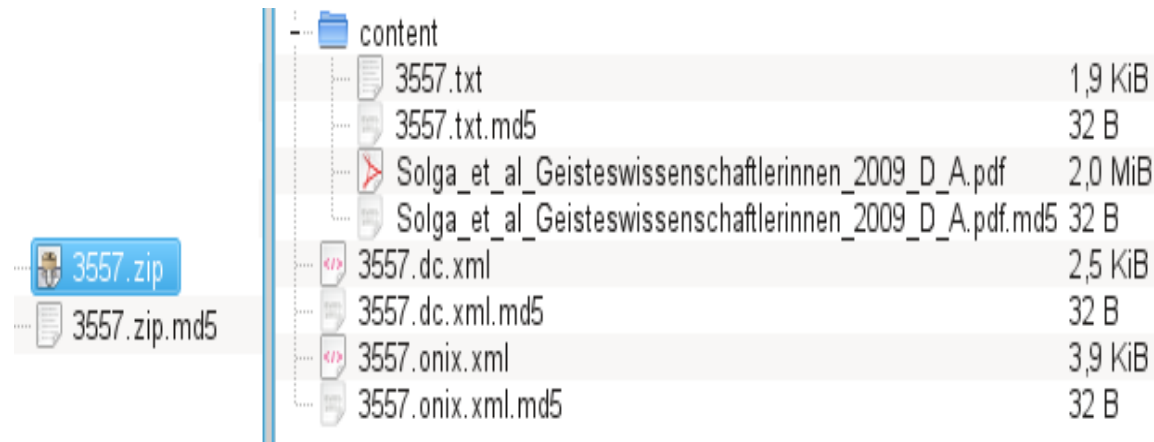 3557.zip
3557.zip.md5
content
3557.txt 1,9 KiB
3557.txt.md5 32 B
Solga_et_al_Geisteswissenschaftlerinnen_2009_D_A.pdf 2,0 MiB
Solga_et_al_Geisteswissenschaftlerinnen_2009_D_A.pdf.md5 32 B
3557.dc.xml 2,5 KiB
3557.dc.xml.md5 32 B
3557.onix.xml 3,9 KiB
3557.onix.xml.md5 32 B